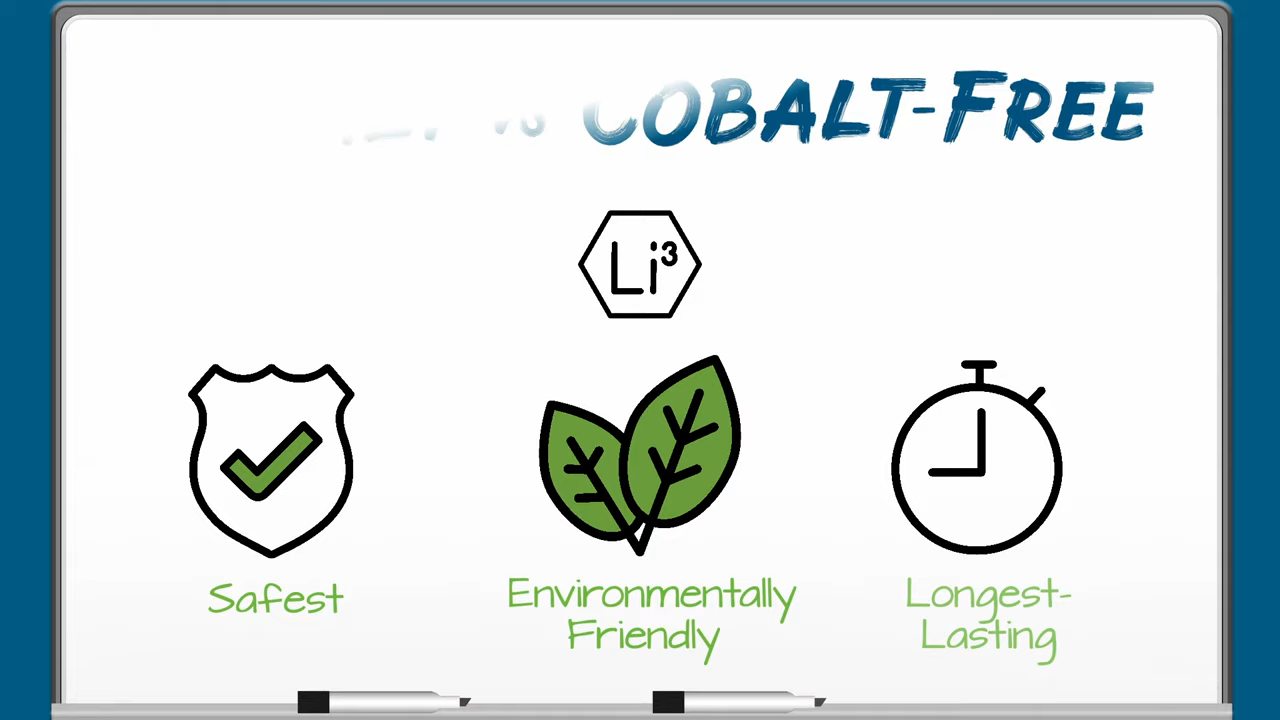 COBALT-FREE
Li³
Safest
Environmentally
Friendly
Longest-
Lasting